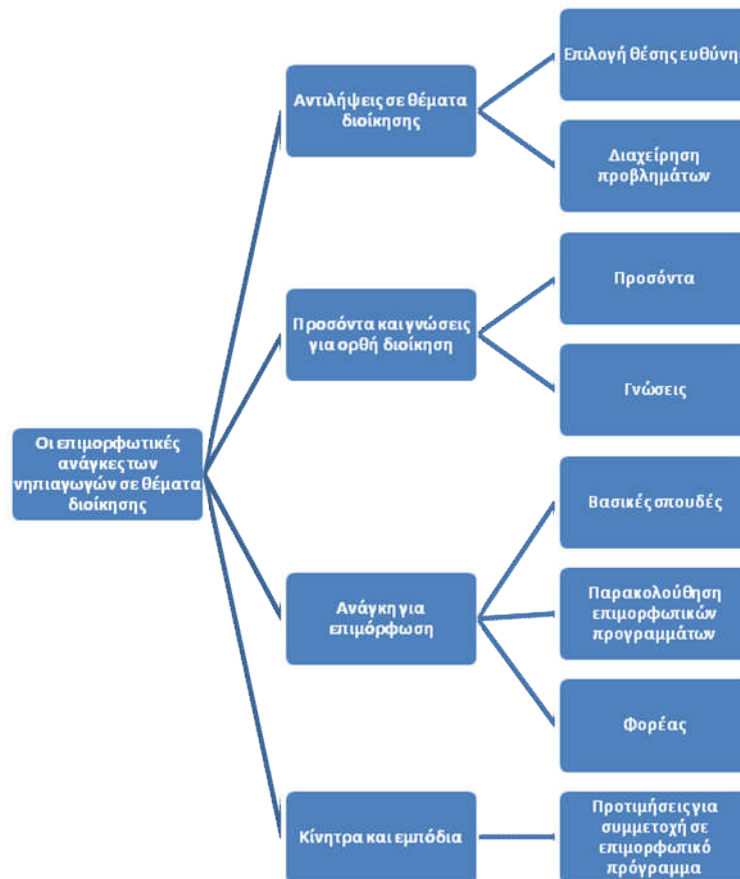 Επιλογή θέσης ευθύνης
Αντιλήψεις σε θέματα
διοίκησης
Διαχείρηση
προβλημάτων
Προσόντα
Προσόντα και γνώσεις
για ορθή διοίκηση
Γνώσεις
Οι επιμορφωτικές
ανάγκες των
νηπιαγωγών σε θέματα
διοίκησης
Βασικές σπουδές
Ανάγκη για
επιμόρφωση
Παρακολούθηση
επιμορφωτικών
προγραμμάτων
Φορέας
Κίνητρα και εμπόδια
Προτιμήσεις για
συμμετοχή σε
επιμορφωτικό
πρόγραμμα